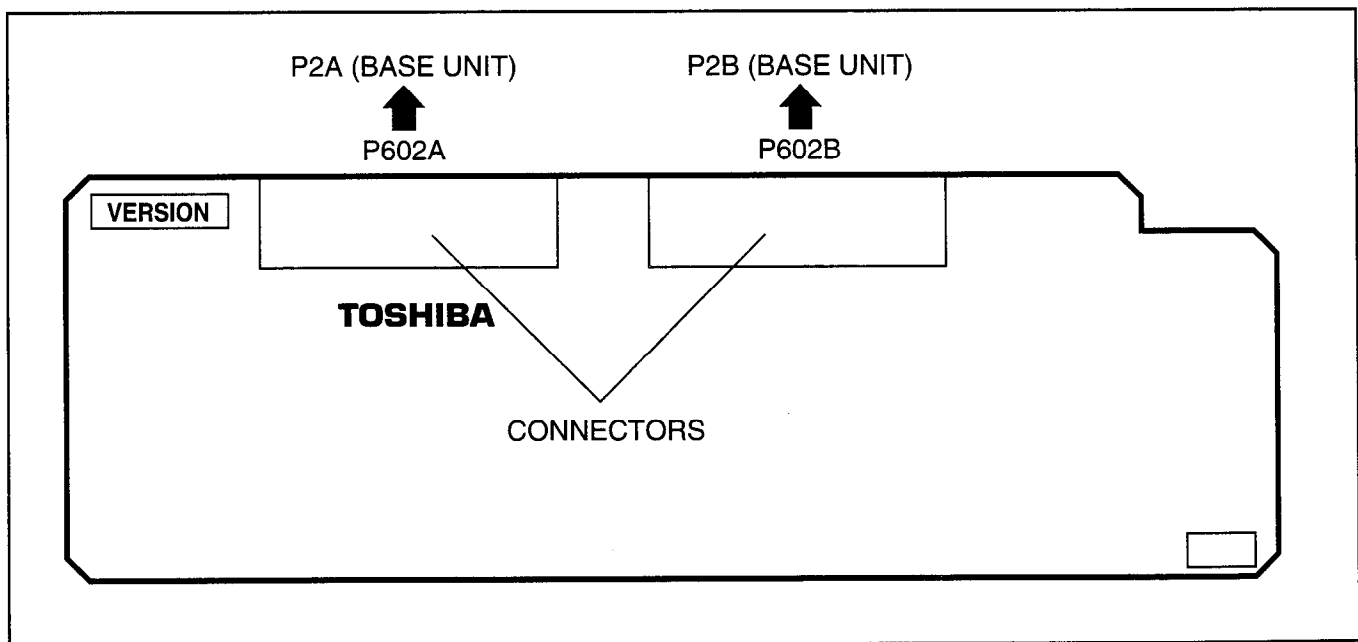 P2A (BASE UNIT)
P2B (BASE UNIT)
P602A
P602B
VERSION
TOSHIBA
CONNECTORS